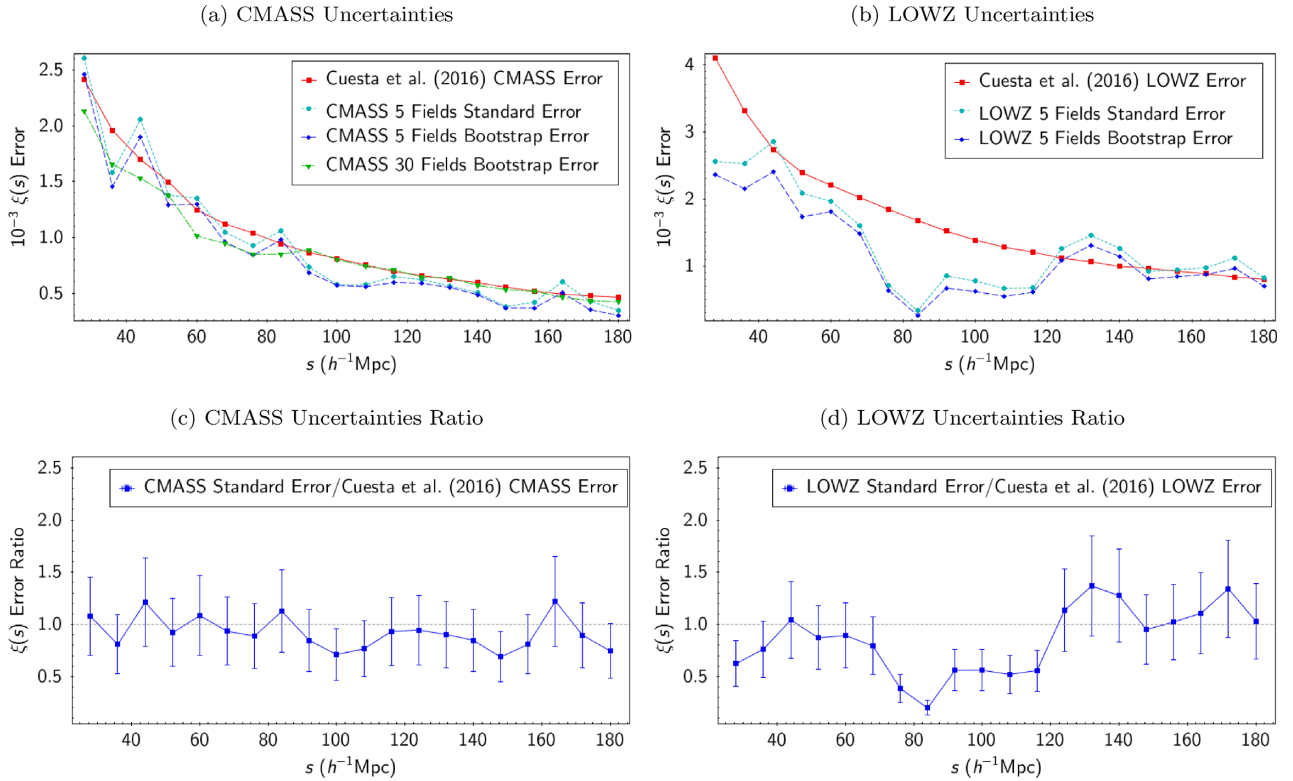 (a) CMASS Uncertainties
2.5
2.0
1.5
1.0
0.5
10⁻³ ξ(s) Error
Cuesta et al. (2016) CMASS Error
CMASS 5 Fields Standard Error
CMASS 5 Fields Bootstrap Error
CMASS 30 Fields Bootstrap Error
40 60 80 100 120 140 160 180
s (h⁻¹Mpc)
(b) LOWZ Uncertainties
4
3
2
1
10⁻³ ξ(s) Error
Cuesta et al. (2016) LOWZ Error
LOWZ 5 Fields Standard Error
LOWZ 5 Fields Bootstrap Error
40 60 80 100 120 140 160 180
s (h⁻¹Mpc)
(c) CMASS Uncertainties Ratio
2.5
2.0
1.5
1.0
0.5
ξ(s) Error Ratio
CMASS Standard Error/Cuesta et al. (2016) CMASS Error
40 60 80 100 120 140 160 180
s (h⁻¹Mpc)
(d) LOWZ Uncertainties Ratio
2.5
2.0
1.5
1.0
0.5
ξ(s) Error Ratio
LOWZ Standard Error/Cuesta et al. (2016) LOWZ Error
40 60 80 100 120 140 160 180
s (h⁻¹Mpc)